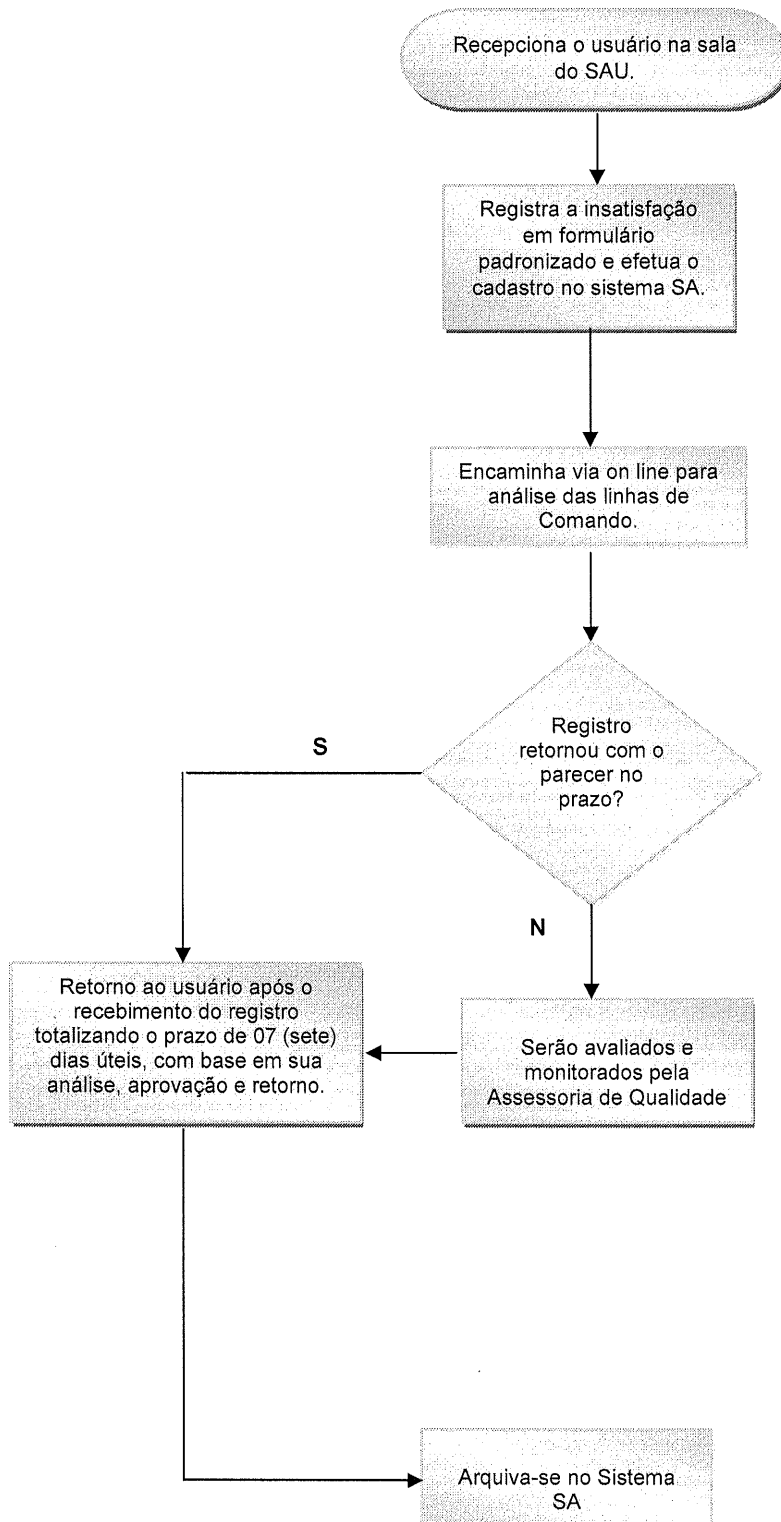 Recepciona o usuário na sala
do SAU.
Registra a insatisfação
em formulário
padronizado e efetua o
cadastro no sistema SA.
Encaminha via on line para
análise das linhas de
Comando.
Registro
retornou com o
parecer no
prazo?
S
N
Retorno ao usuário após o
recebimento do registro
totalizando o prazo de 07 (sete)
dias úteis, com base em sua
análise, aprovação e retorno.
Serão avaliados e
monitorados pela
Assessoria de Qualidade
Arquiva-se no Sistema
SA